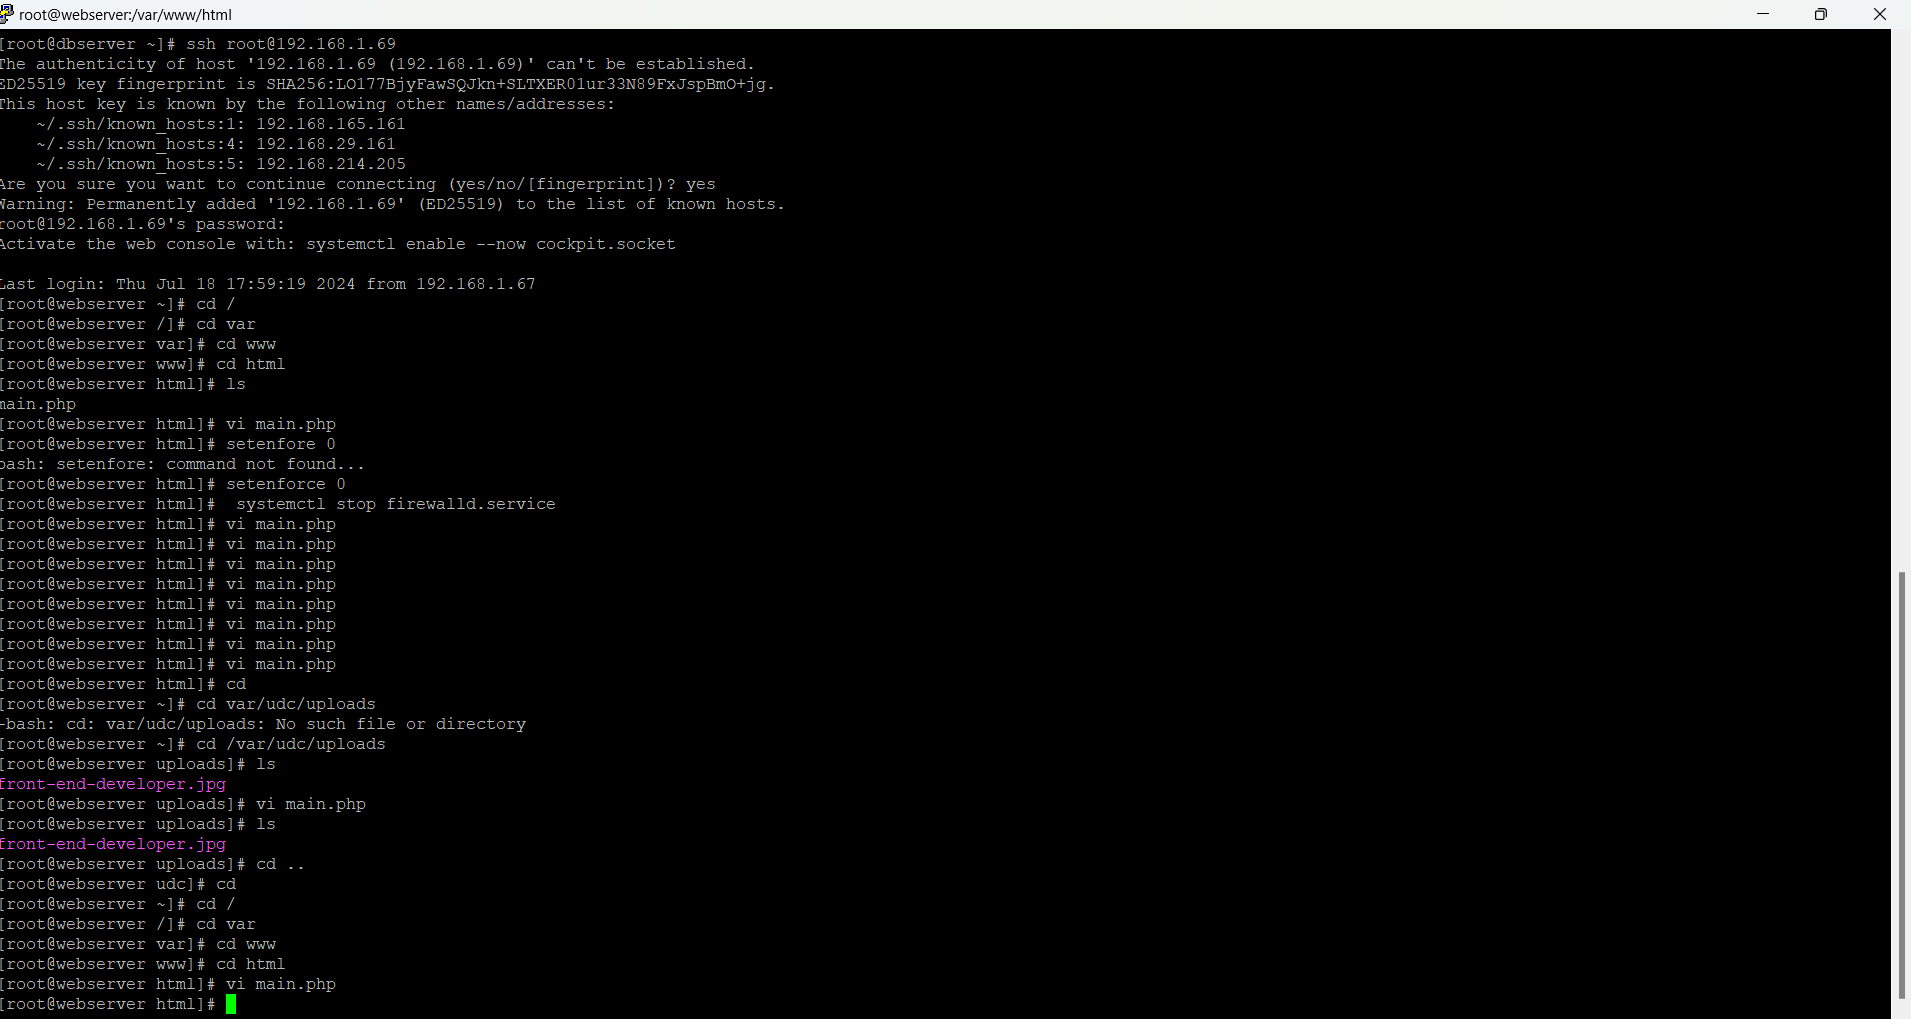 root@webserver:/var/www/html
[root@dbserver ~]# ssh root@192.168.1.69
The authenticity of host '192.168.1.69 (192.168.1.69)' can't be established.
ED25519 key fingerprint is SHA256:LO177BjyFawSQJkn+SLTXER01ur33N89FxJspBmO+jg.
This host key is known by the following other names/addresses:
    ~/.ssh/known_hosts:1: 192.168.165.161
    ~/.ssh/known_hosts:4: 192.168.29.161
    ~/.ssh/known_hosts:5: 192.168.214.205
Are you sure you want to continue connecting (yes/no/[fingerprint])? yes
Warning: Permanently added '192.168.1.69' (ED25519) to the list of known hosts.
root@192.168.1.69's password:
Activate the web console with: systemctl enable --now cockpit.socket
Last login: Thu Jul 18 17:59:19 2024 from 192.168.1.67
[root@webserver ~]# cd /
[root@webserver /]# cd var
[root@webserver var]# cd www
[root@webserver www]# cd html
[root@webserver html]# ls
main.php
[root@webserver html]# vi main.php
[root@webserver html]# setenfore 0
bash: setenfore: command not found...
[root@webserver html]# setenforce 0
[root@webserver html]#  systemctl stop firewalld.service
[root@webserver html]# vi main.php
[root@webserver html]# vi main.php
[root@webserver html]# vi main.php
[root@webserver html]# vi main.php
[root@webserver html]# vi main.php
[root@webserver html]# vi main.php
[root@webserver html]# vi main.php
[root@webserver html]# vi main.php
[root@webserver html]# cd
[root@webserver ~]# cd var/udc/uploads
-bash: cd: var/udc/uploads: No such file or directory
[root@webserver ~]# cd /var/udc/uploads
[root@webserver uploads]# ls
front-end-developer.jpg
[root@webserver uploads]# vi main.php
[root@webserver uploads]# ls
front-end-developer.jpg
[root@webserver uploads]# cd ..
[root@webserver udc]# cd
[root@webserver ~]# cd /
[root@webserver /]# cd var
[root@webserver var]# cd www
[root@webserver www]# cd html
[root@webserver html]# vi main.php
[root@webserver html]#